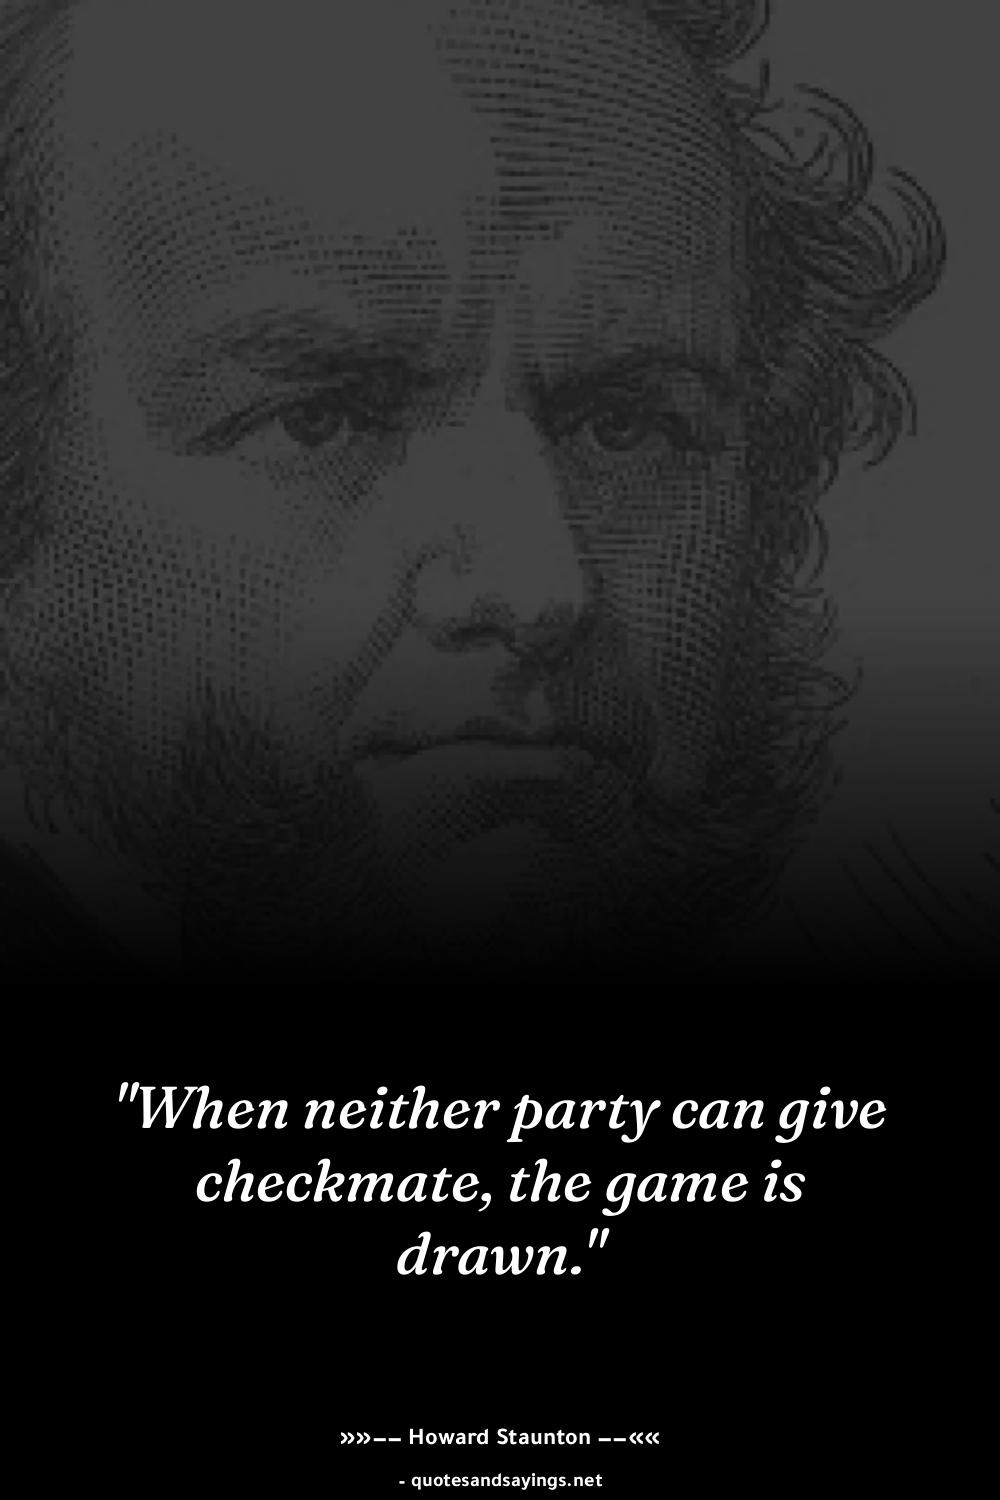 "When neither party can give
checkmate, the game is
drawn."
»»−− Howard Staunton −−««
- quotesandsayings.net